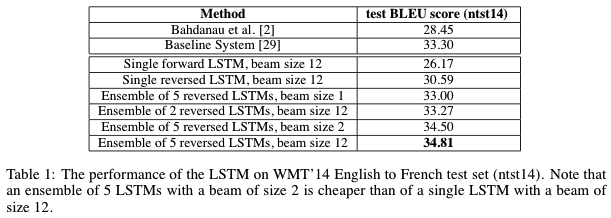 Method test BLEU score (ntst14)
Bahdanau et al. [2] 28.45
Baseline System [29] 33.30
Single forward LSTM, beam size 12 26.17
Single reversed LSTM, beam size 12 30.59
Ensemble of 5 reversed LSTMs, beam size 1 33.00
Ensemble of 2 reversed LSTMs, beam size 12 33.27
Ensemble of 5 reversed LSTMs, beam size 2 34.50
Ensemble of 5 reversed LSTMs, beam size 12 34.81
Table 1: The performance of the LSTM on WMT’14 English to French test set (ntst14). Note that
an ensemble of 5 LSTMs with a beam of size 2 is cheaper than of a single LSTM with a beam of
size 12.